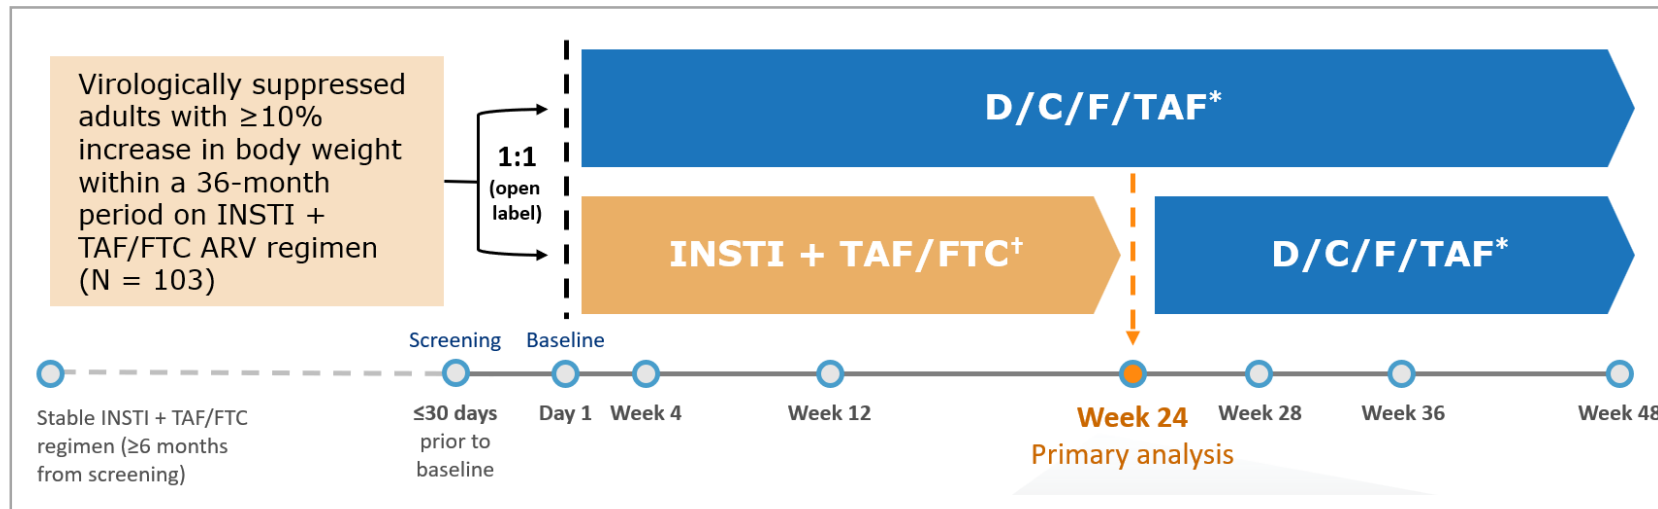 Virologically suppressed
adults with ≥10%
increase in body weight
within a 36-month
period on INSTI +
TAF/FTC ARV regimen
(N = 103)
1:1
(open
label)
D/C/F/TAF*
INSTI + TAF/FTC†
D/C/F/TAF*
Screening
Baseline
Stable INSTI + TAF/FTC
regimen (≥6 months
from screening)
≤30 days
prior to
baseline
Day 1
Week 4
Week 12
Week 24
Primary analysis
Week 28
Week 36
Week 48